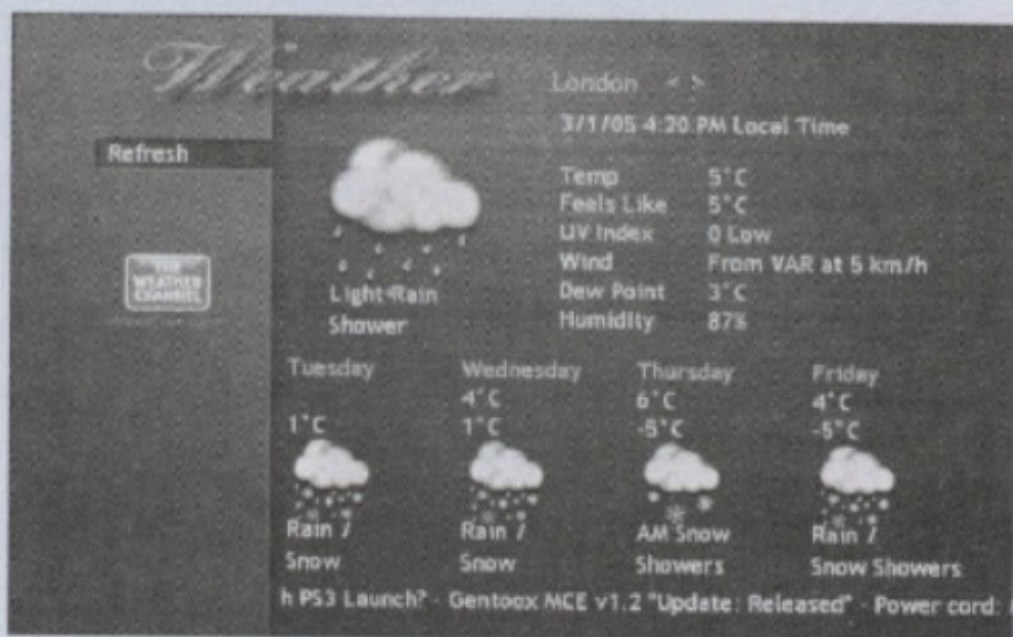 Weather
London < >
3/1/05 4:20 PM Local Time
Refresh
Temp 5°C
Feels Like 5°C
UV Index 0 Low
Wind From VAR at 5 km/h
Dew Point 3°C
Humidity 87%
THE
WEATHER
CHANNEL
Light Rain
Shower
Tuesday Wednesday Thursday Friday
4°C 6°C 4°C
1°C 1°C -5°C -5°C
Rain / Rain / AM Snow Rain /
Snow Snow Showers Snow Showers
h PS3 Launch? - Gentoox MCE v1.2 "Update: Released" - Power cord: